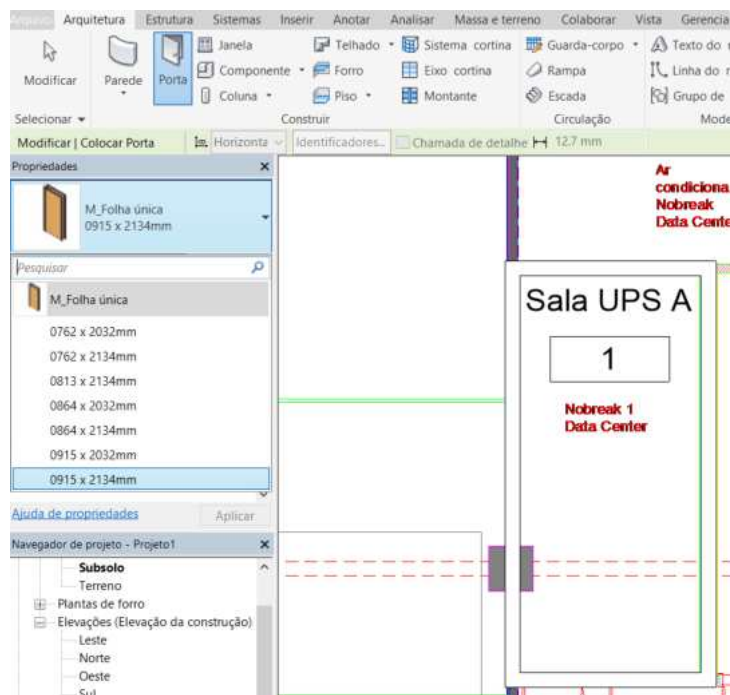 Arquivo Arquitetura Estrutura Sistemas Inserir Anotar Analisar Massa e terreno Colaborar Vista Gerencia
Modificar
Parede
Porta
Janela
Componente
Coluna
Telhado
Forro
Piso
Sistema cortina
Eixo cortina
Montante
Guarda-corpo
Rampa
Escada
Texto do
Linha do
Grupo de
Selecionar Construir Circulação Mode
Modificar | Colocar Porta Horizonta Identificadores... Chamada de detalhe 12.7 mm
Propriedades
M_Folha única
0915 x 2134mm
Pesquisar
M_Folha única
0762 x 2032mm
0762 x 2134mm
0813 x 2134mm
0864 x 2032mm
0864 x 2134mm
0915 x 2032mm
0915 x 2134mm
Ajuda de propriedades Aplicar
Navegador de projeto - Projeto1
Subsolo
Terreno
Plantas de forro
Elevações (Elevação da construção)
Leste
Norte
Oeste
Sul
Ar
condiciona
Nobreak
Data Cente
Sala UPS A
1
Nobreak 1
Data Center